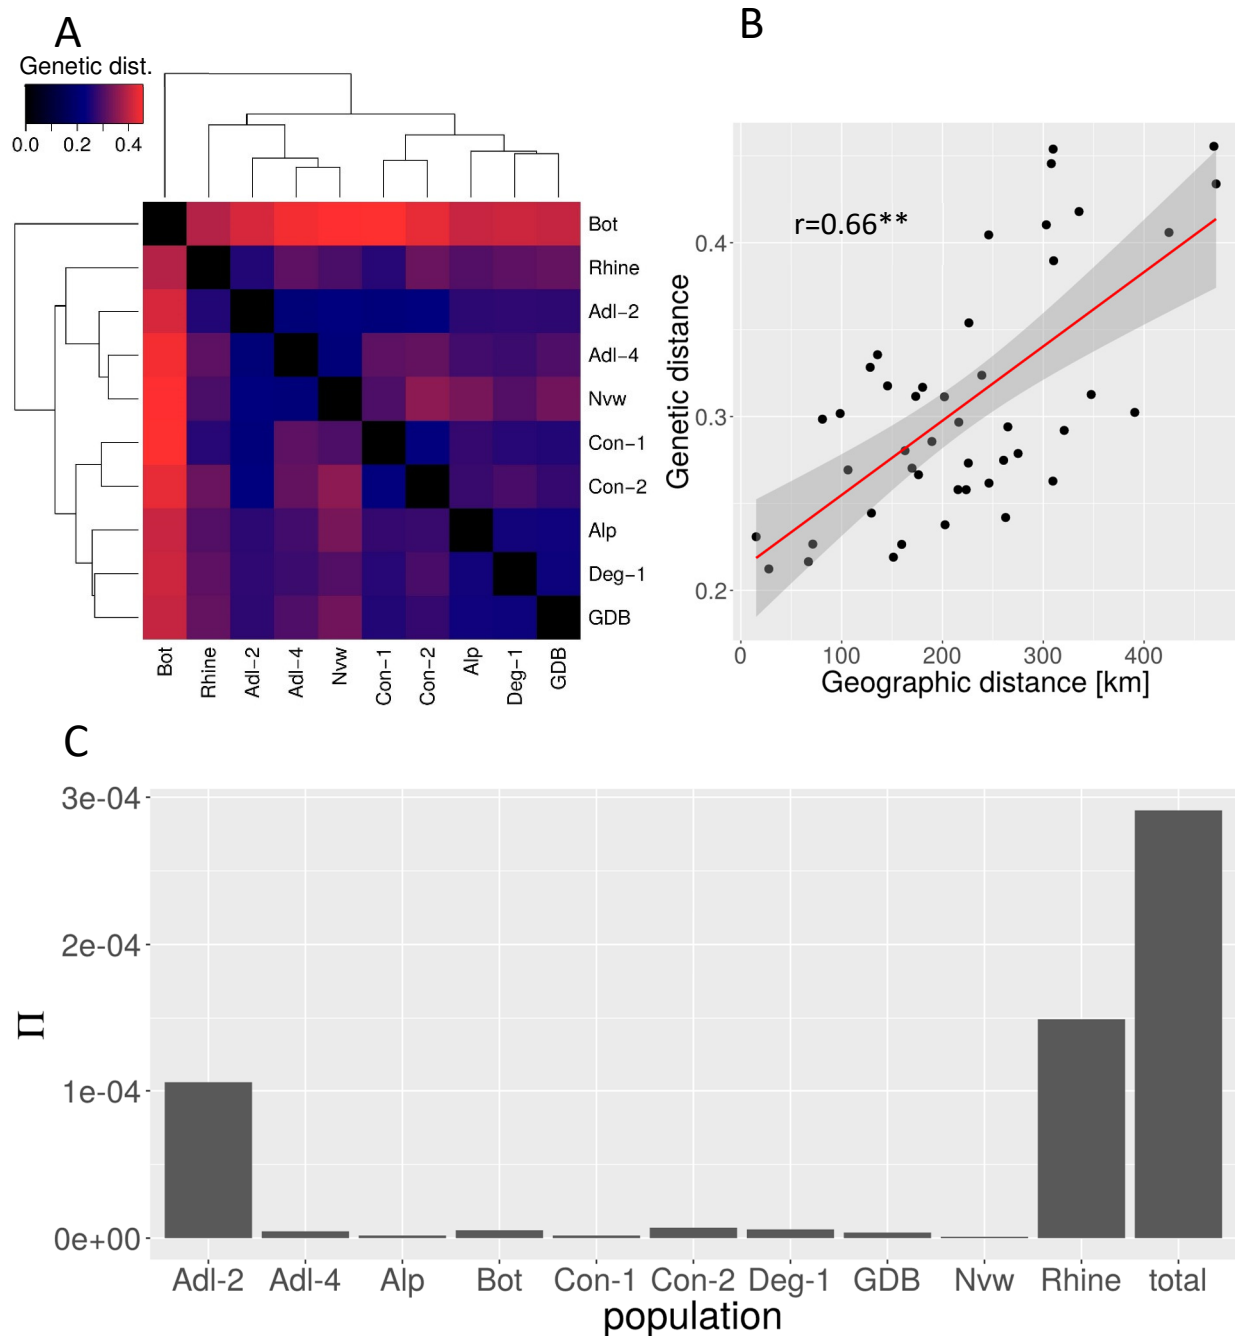 A
Genetic dist.
0.0 0.2 0.4
Bot
Rhine
Adl−2
Adl−4
Nvw
Con−1
Con−2
Alp
Deg−1
GDB
Bot Rhine Adl−2 Adl−4 Nvw Con−1 Con−2 Alp Deg−1 GDB
B
r=0.66**
Genetic distance
0.4
0.3
0.2
0 100 200 300 400
Geographic distance [km]
C
Π
3e-04
2e-04
1e-04
0e+00
Adl-2 Adl-4 Alp Bot Con-1 Con-2 Deg-1 GDB Nvw Rhine total
population